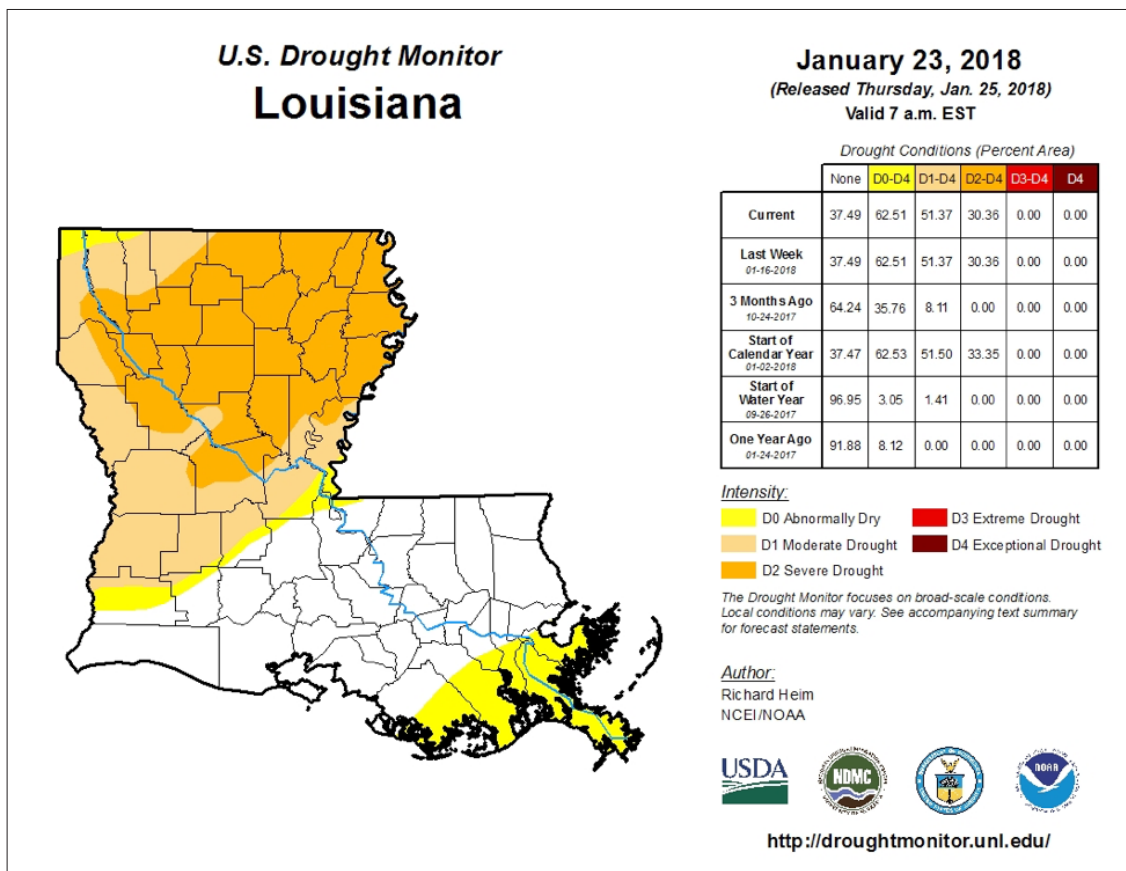 U.S. Drought Monitor
Louisiana
January 23, 2018
(Released Thursday, Jan. 25, 2018)
Valid 7 a.m. EST
Drought Conditions (Percent Area)
None D0-D4 D1-D4 D2-D4 D3-D4 D4
Current 37.49 62.51 51.37 30.36 0.00 0.00
Last Week
01-16-2018 37.49 62.51 51.37 30.36 0.00 0.00
3 Months Ago
10-24-2017 64.24 35.76 8.11 0.00 0.00 0.00
Start of
Calendar Year
01-02-2018 37.47 62.53 51.50 33.35 0.00 0.00
Start of
Water Year
09-26-2017 96.95 3.05 1.41 0.00 0.00 0.00
One Year Ago
01-24-2017 91.88 8.12 0.00 0.00 0.00 0.00
Intensity:
D0 Abnormally Dry
D1 Moderate Drought
D2 Severe Drought
D3 Extreme Drought
D4 Exceptional Drought
The Drought Monitor focuses on broad-scale conditions.
Local conditions may vary. See accompanying text summary
for forecast statements.
Author:
Richard Heim
NCEI/NOAA
USDA
NDMC
NOAA
http://droughtmonitor.unl.edu/